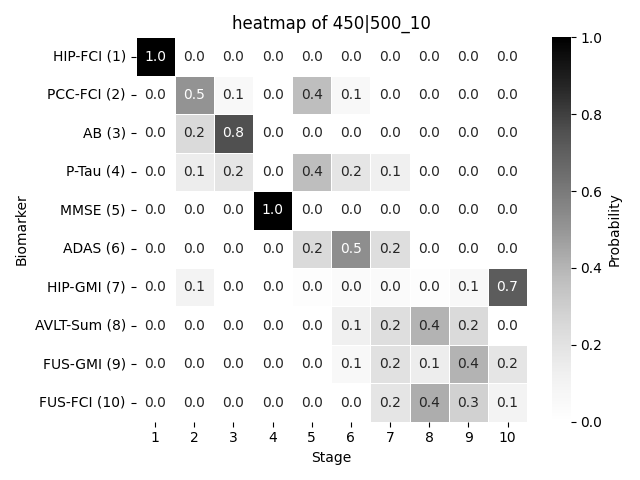 heatmap of 450|500_10
HIP-FCI (1) 1.0 0.0 0.0 0.0 0.0 0.0 0.0 0.0 0.0 0.0
PCC-FCI (2) 0.0 0.5 0.1 0.0 0.4 0.1 0.0 0.0 0.0 0.0
AB (3) 0.0 0.2 0.8 0.0 0.0 0.0 0.0 0.0 0.0 0.0
P-Tau (4) 0.0 0.1 0.2 0.0 0.4 0.2 0.1 0.0 0.0 0.0
MMSE (5) 0.0 0.0 0.0 1.0 0.0 0.0 0.0 0.0 0.0 0.0
ADAS (6) 0.0 0.0 0.0 0.0 0.2 0.5 0.2 0.0 0.0 0.0
HIP-GMI (7) 0.0 0.1 0.0 0.0 0.0 0.0 0.0 0.0 0.1 0.7
AVLT-Sum (8) 0.0 0.0 0.0 0.0 0.0 0.1 0.2 0.4 0.2 0.0
FUS-GMI (9) 0.0 0.0 0.0 0.0 0.0 0.1 0.2 0.1 0.4 0.2
FUS-FCI (10) 0.0 0.0 0.0 0.0 0.0 0.0 0.2 0.4 0.3 0.1
1 2 3 4 5 6 7 8 9 10
Stage
Biomarker
1.0
0.8
0.6
0.4
0.2
0.0
Probability